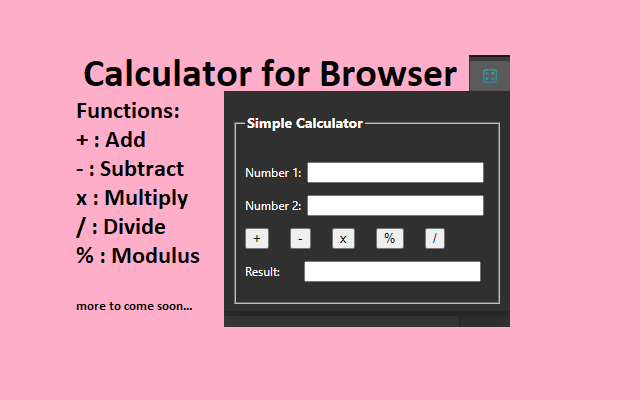 Calculator for Browser
Functions:
+ : Add
- : Subtract
x : Multiply
/ : Divide
% : Modulus
more to come soon...
Simple Calculator
Number 1:
Number 2:
+ - x % /
Result: